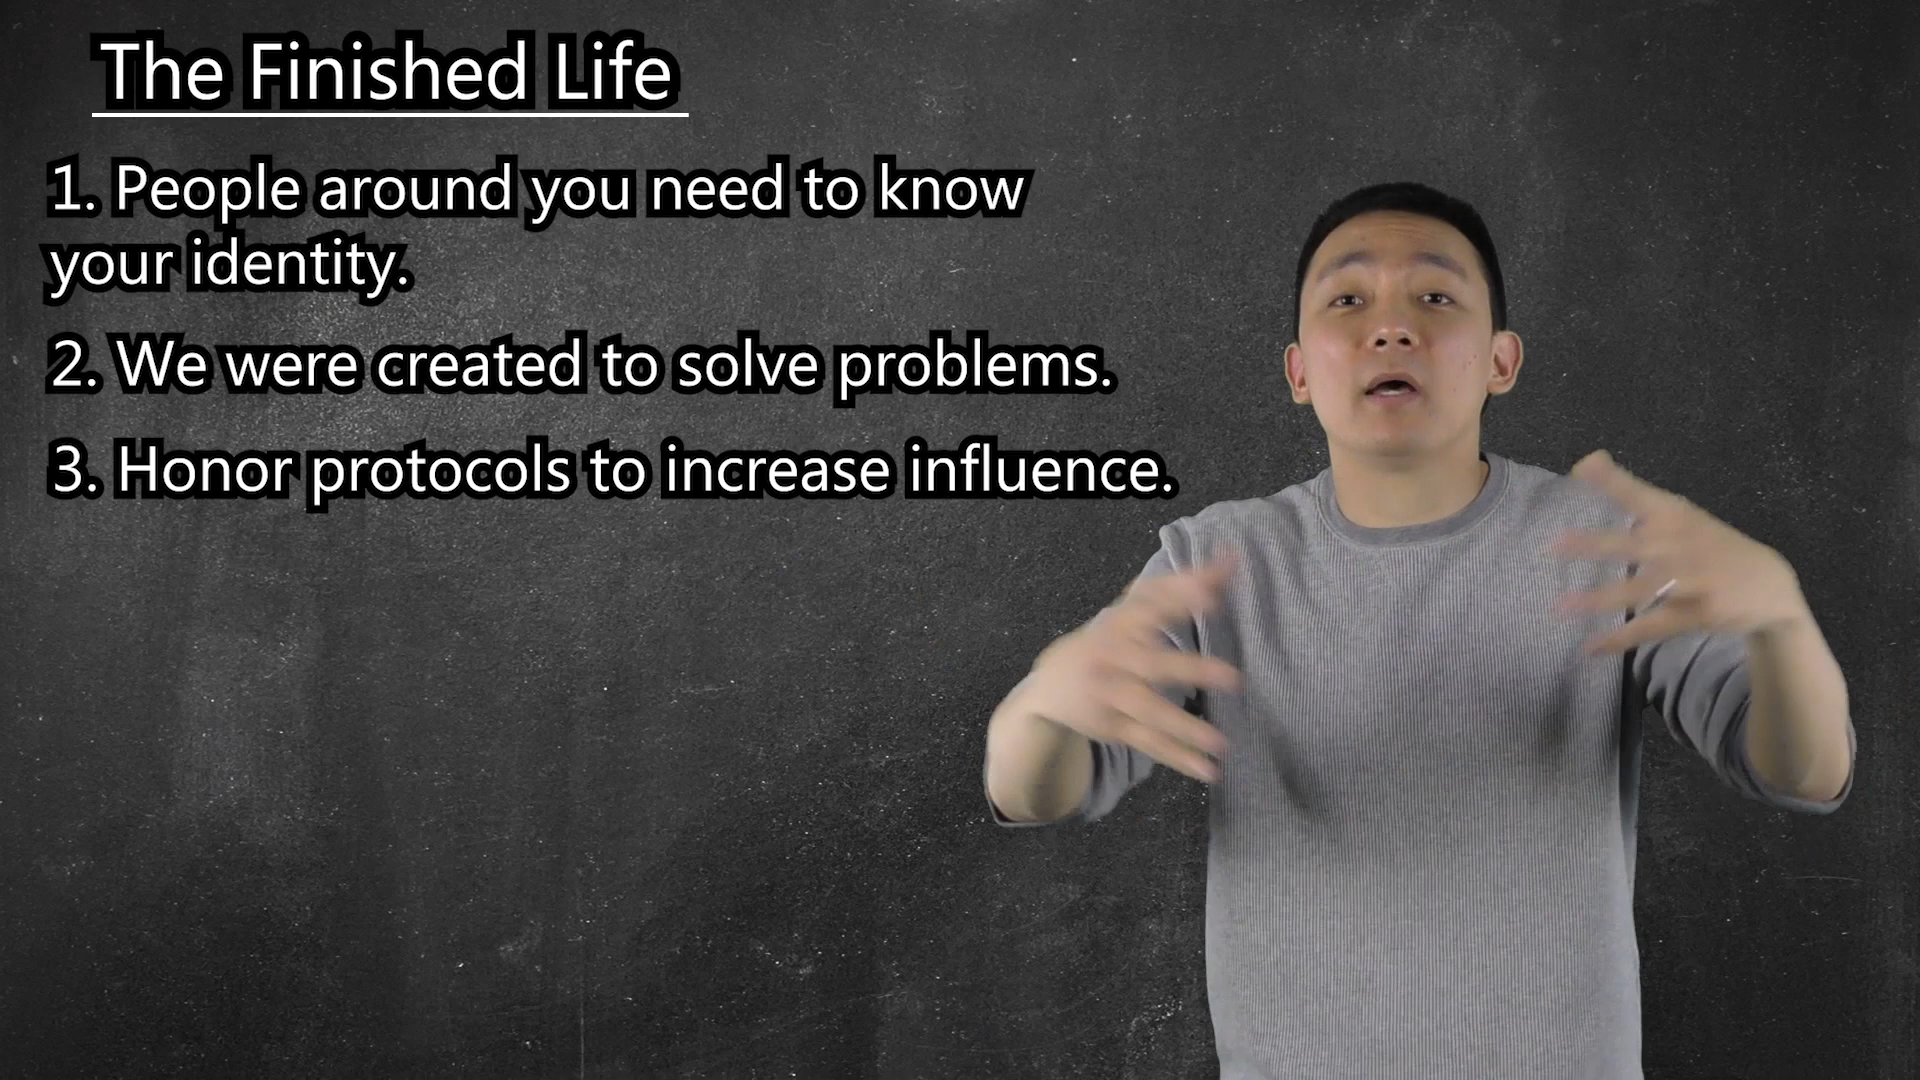 The Finished Life
1. People around you need to know
your identity.
2. We were created to solve problems.
3. Honor protocols to increase influence.